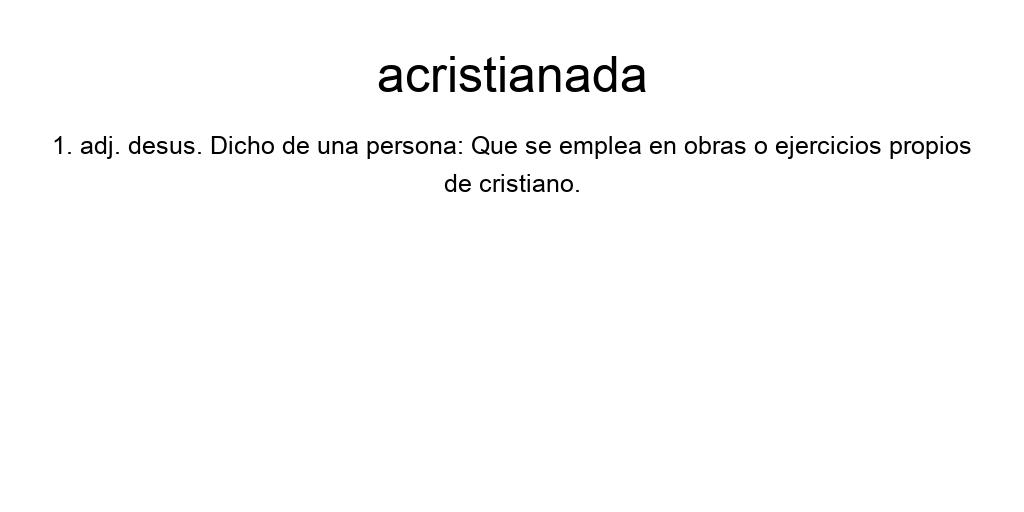 acristianada
1. adj. desus. Dicho de una persona: Que se emplea en obras o ejercicios propios
de cristiano.